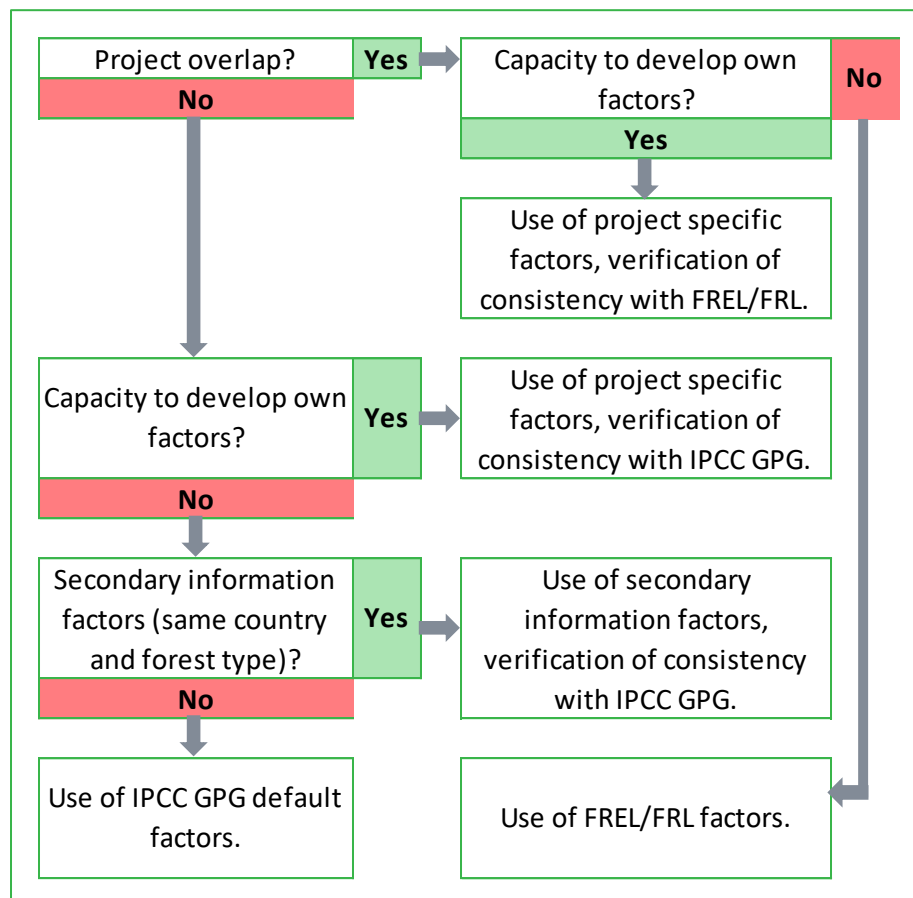 Project overlap?
Yes
No
Capacity to develop own
factors?
No
Yes
Use of project specific
factors, verification of
consistency with FREL/FRL.
Capacity to develop own
factors?
Yes
No
Use of project specific
factors, verification of
consistency with IPCC GPG.
Secondary information
factors (same country
and forest type)?
Yes
No
Use of secondary
information factors,
verification of consistency
with IPCC GPG.
Use of IPCC GPG default
factors.
Use of FREL/FRL factors.